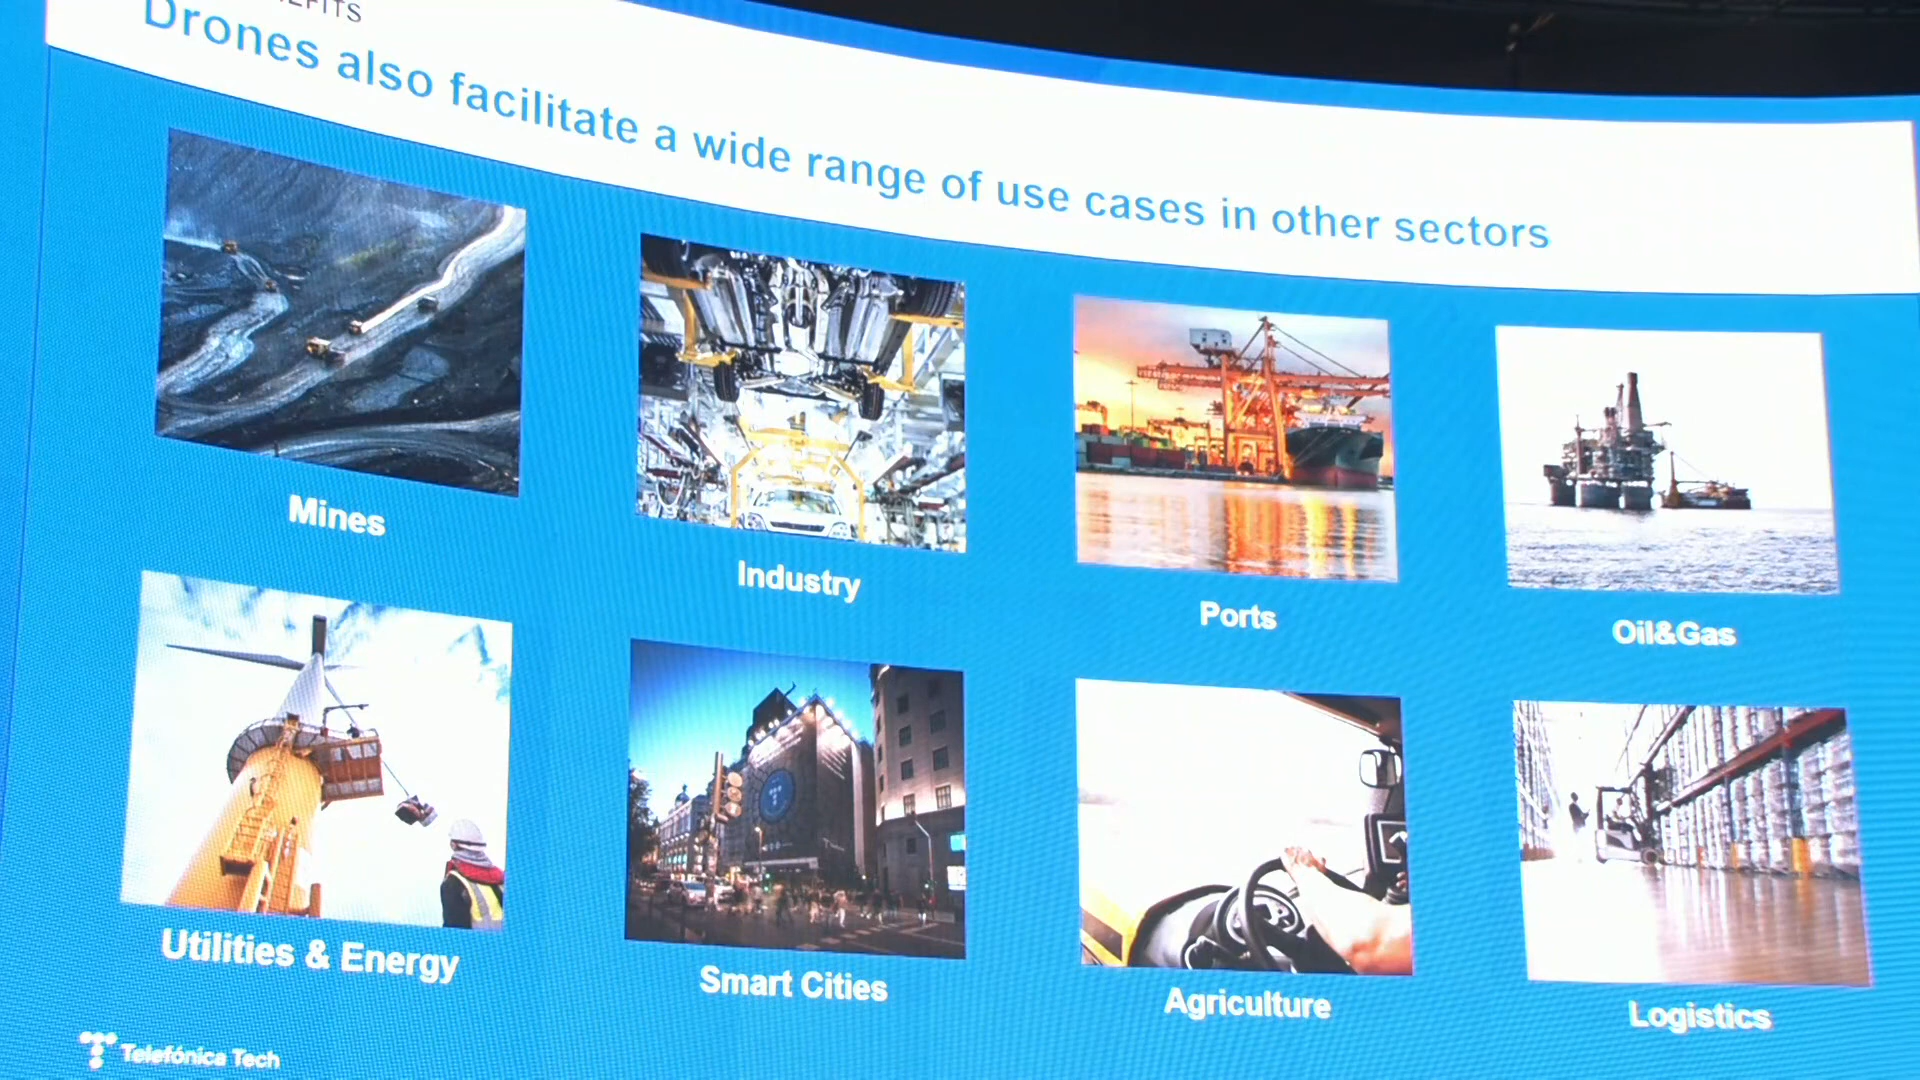 Drones also facilitate a wide range of use cases in other sectors
Mines
Industry
Ports
Oil&Gas
Utilities & Energy
Smart Cities
Agriculture
Logistics
Telefónica Tech